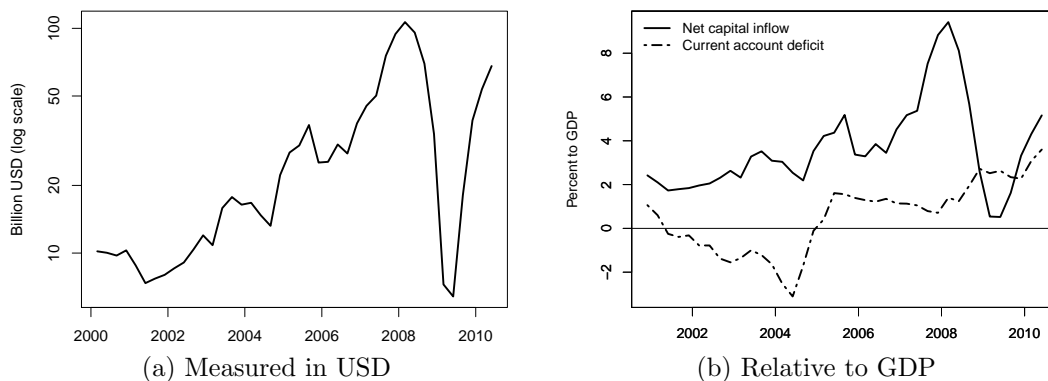 Billion USD (log scale)
100
50
20
10
2000 2002 2004 2006 2008 2010
(a) Measured in USD
Net capital inflow
Current account deficit
Percent to GDP
8
6
4
2
0
−2
2002 2004 2006 2008 2010
(b) Relative to GDP